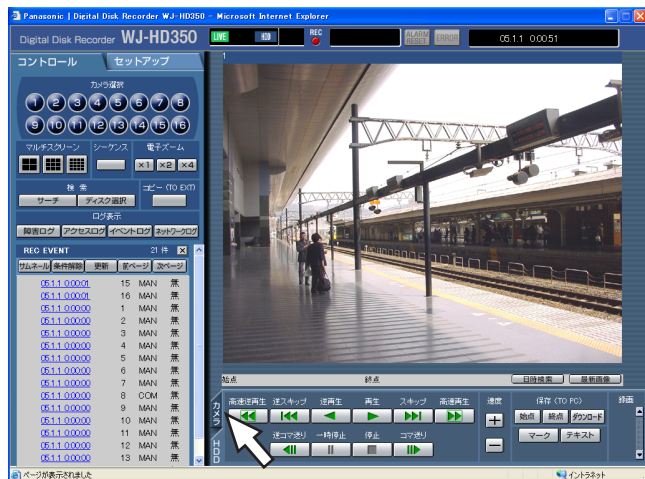 Panasonic | Digital Disk Recorder WJ-HD350 - Microsoft Internet Explorer
Digital Disk Recorder WJ-HD350
LIVE HDD REC ALARM RESET ERROR 05.1.1 0:00:51
コントロール セットアップ
カメラ選択
1 2 3 4 5 6 7 8
9 10 11 12 13 14 15 16
マルチスクリーン シーケンス 電子ズーム
×1 ×2 ×4
検索 コピー (TO EXT)
サーチ ディスク選択
ログ表示
障害ログ アクセスログ イベントログ ネットワークログ
REC EVENT 21 件 X
サムネール 条件解除 更新 前ページ 次ページ
05.1.1 0:00:01 15 MAN 無
05.1.1 0:00:01 16 MAN 無
05.1.1 0:00:00 1 MAN 無
05.1.1 0:00:00 2 MAN 無
05.1.1 0:00:00 3 MAN 無
05.1.1 0:00:00 4 MAN 無
05.1.1 0:00:00 5 MAN 無
05.1.1 0:00:00 6 MAN 無
05.1.1 0:00:00 7 MAN 無
05.1.1 0:00:00 8 COM 無
05.1.1 0:00:00 9 MAN 無
05.1.1 0:00:00 10 MAN 無
05.1.1 0:00:00 11 MAN 無
05.1.1 0:00:00 12 MAN 無
05.1.1 0:00:00 13 MAN 無
1
始点 終点 日時検索 最新画像
カメラ
HDD
高速逆再生 逆スキップ 逆再生 再生 スキップ 高速再生
逆コマ送り 一時停止 停止 コマ送り
速度
+
−
保存 (TO PC)
始点 終点 ダウンロード
マーク テキスト
録画
ページが表示されました イントラネット